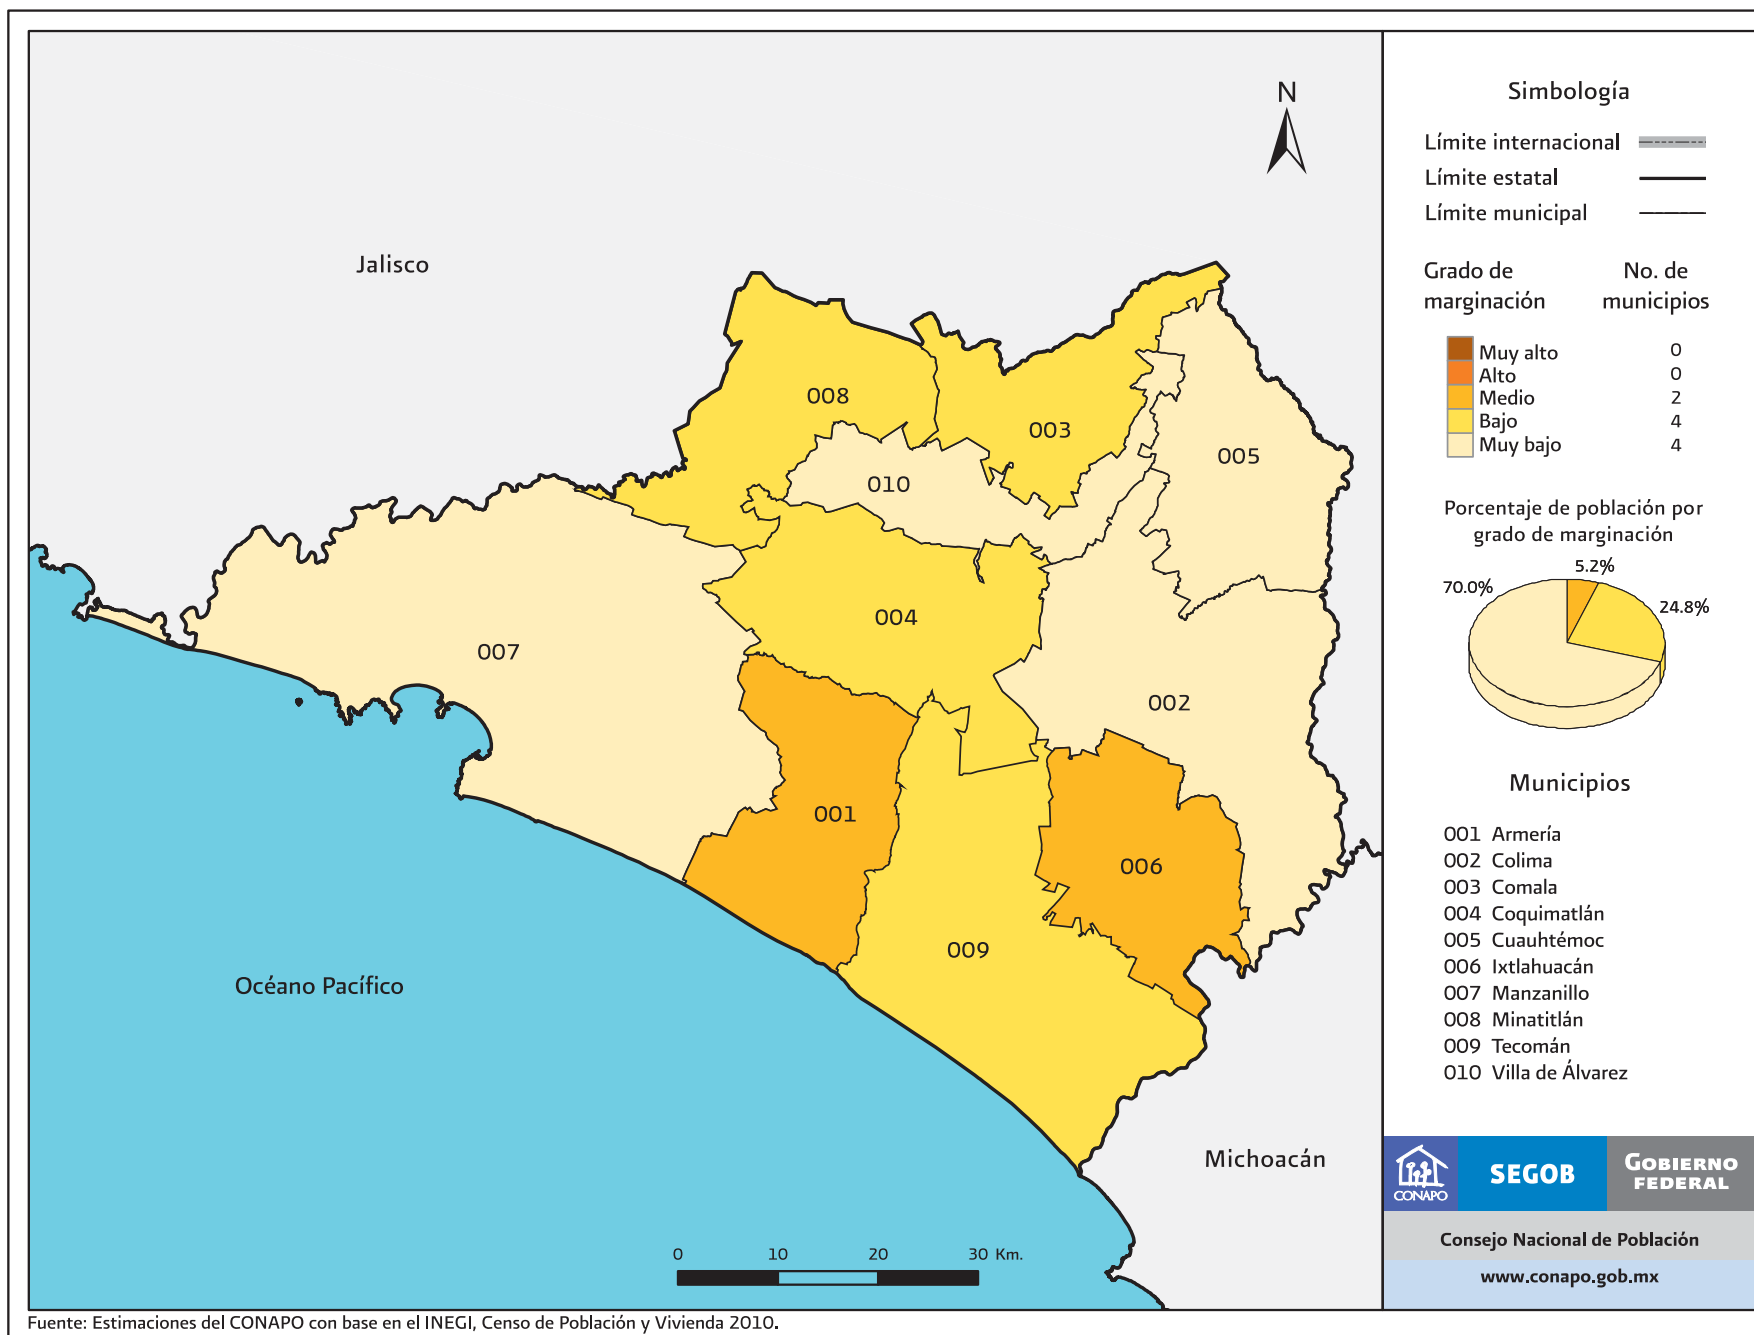 Jalisco
N
008
003
005
010
004
007
002
001
006
009
Océano Pacífico
Michoacán
0 10 20 30 Km.
Simbología
Límite internacional
Límite estatal
Límite municipal
Grado de marginación
No. de municipios
Muy alto 0
Alto 0
Medio 2
Bajo 4
Muy bajo 4
Porcentaje de población por
grado de marginación
5.2%
70.0%
24.8%
Municipios
001 Armería
002 Colima
003 Comala
004 Coquimatlán
005 Cuauhtémoc
006 Ixtlahuacán
007 Manzanillo
008 Minatitlán
009 Tecomán
010 Villa de Álvarez
CONAPO
SEGOB
GOBIERNO
FEDERAL
Consejo Nacional de Población
www.conapo.gob.mx
Fuente: Estimaciones del CONAPO con base en el INEGI, Censo de Población y Vivienda 2010.